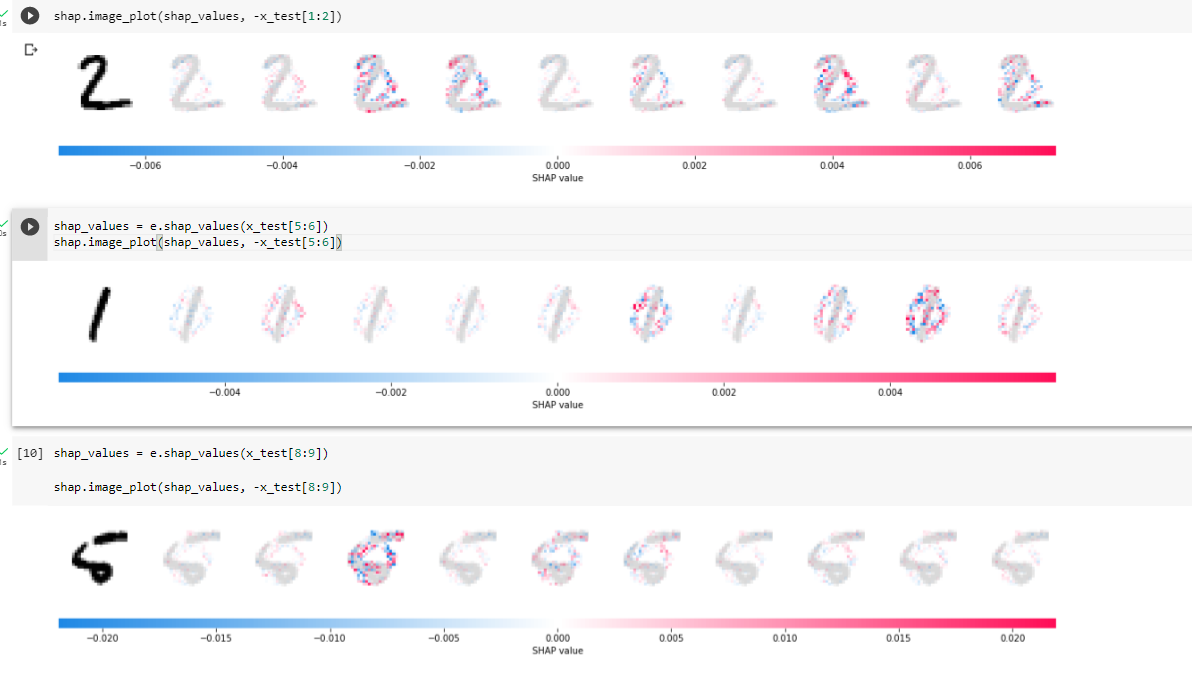 shap.image_plot(shap_values, -x_test[1:2])
−0.006 −0.004 −0.002 0.000 0.002 0.004 0.006
SHAP value
shap_values = e.shap_values(x_test[5:6])
shap.image_plot(shap_values, -x_test[5:6])
−0.004 −0.002 0.000 0.002 0.004
SHAP value
[10] shap_values = e.shap_values(x_test[8:9])
shap.image_plot(shap_values, -x_test[8:9])
−0.020 −0.015 −0.010 −0.005 0.000 0.005 0.010 0.015 0.020
SHAP value